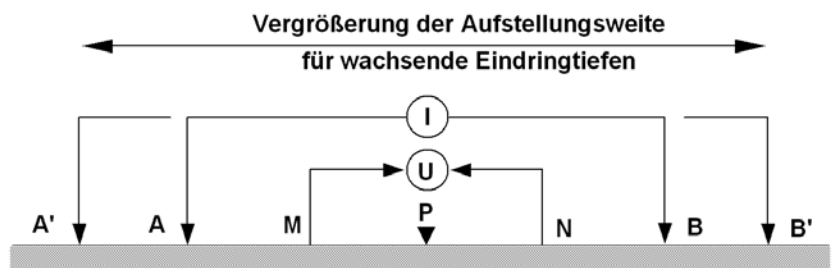 Vergrößerung der Aufstellungsweite
für wachsende Eindringtiefen
I
U
A' A M P N B B'